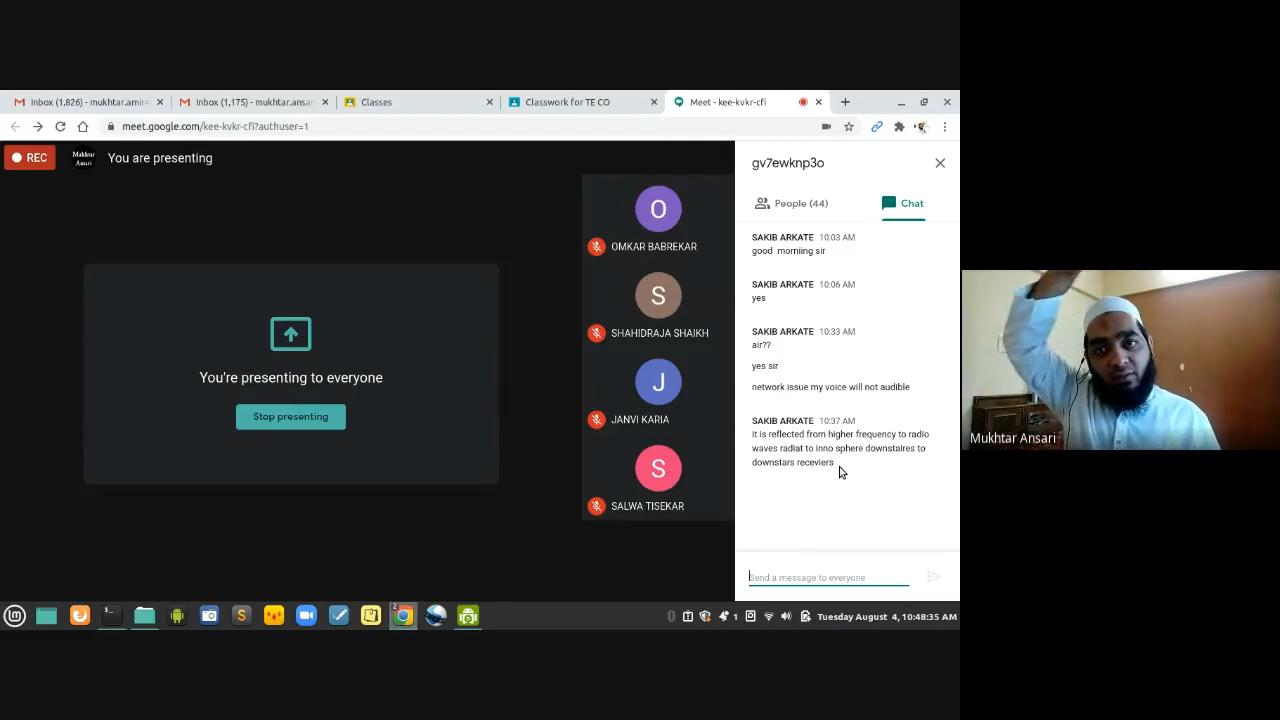 Inbox (1,826) - mukhtar.amir4
Inbox (1,175) - mukhtar.ansar
Classes
Classwork for TE CO
Meet - kee-kvkr-cfi
meet.google.com/kee-kvkr-cfi?authuser=1
REC
Mukhtar
Ansari
You are presenting
gv7ewknp3o
People (44)
Chat
SAKIB ARKATE 10:03 AM
good morniing sir
SAKIB ARKATE 10:06 AM
yes
SAKIB ARKATE 10:33 AM
air??
yes sir
network issue my voice will not audible
SAKIB ARKATE 10:37 AM
it is reflected from higher frequency to radio
waves radiat to inno sphere downstaires to
downstars receviers
Send a message to everyone
You're presenting to everyone
Stop presenting
O
OMKAR BABREKAR
S
SHAHIDRAJA SHAIKH
J
JANVI KARIA
S
SALWA TISEKAR
Mukhtar Ansari
S
2
1
Tuesday August 4, 10:48:35 AM